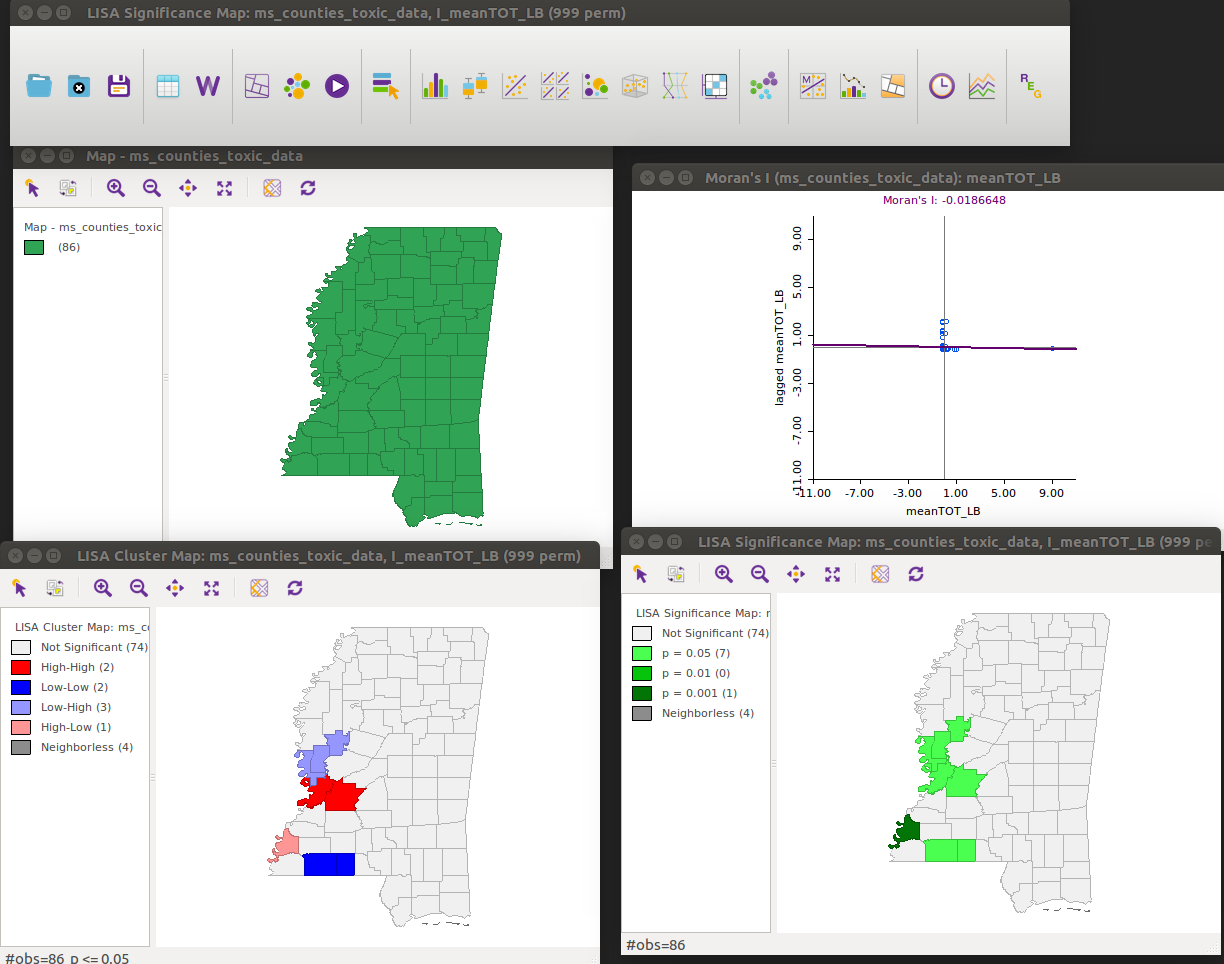 LISA Significance Map: ms_counties_toxic_data, I_meanTOT_LB (999 perm)
W
M
R
E
G
Map - ms_counties_toxic_data
Map - ms_counties_toxic
(86)
Moran's I (ms_counties_toxic_data): meanTOT_LB
Moran's I: -0.0186648
lagged meanTOT_LB
9.00
5.00
1.00
-3.00
-7.00
-11.00
-11.00 -7.00 -3.00 1.00 5.00 9.00
meanTOT_LB
LISA Cluster Map: ms_counties_toxic_data, I_meanTOT_LB (999 perm)
LISA Cluster Map: ms_co
Not Significant (74)
High-High (2)
Low-Low (2)
Low-High (3)
High-Low (1)
Neighborless (4)
#obs=86 p <= 0.05
LISA Significance Map: ms_counties_toxic_data, I_meanTOT_LB (999 pe
LISA Significance Map: r
Not Significant (74)
p = 0.05 (7)
p = 0.01 (0)
p = 0.001 (1)
Neighborless (4)
#obs=86